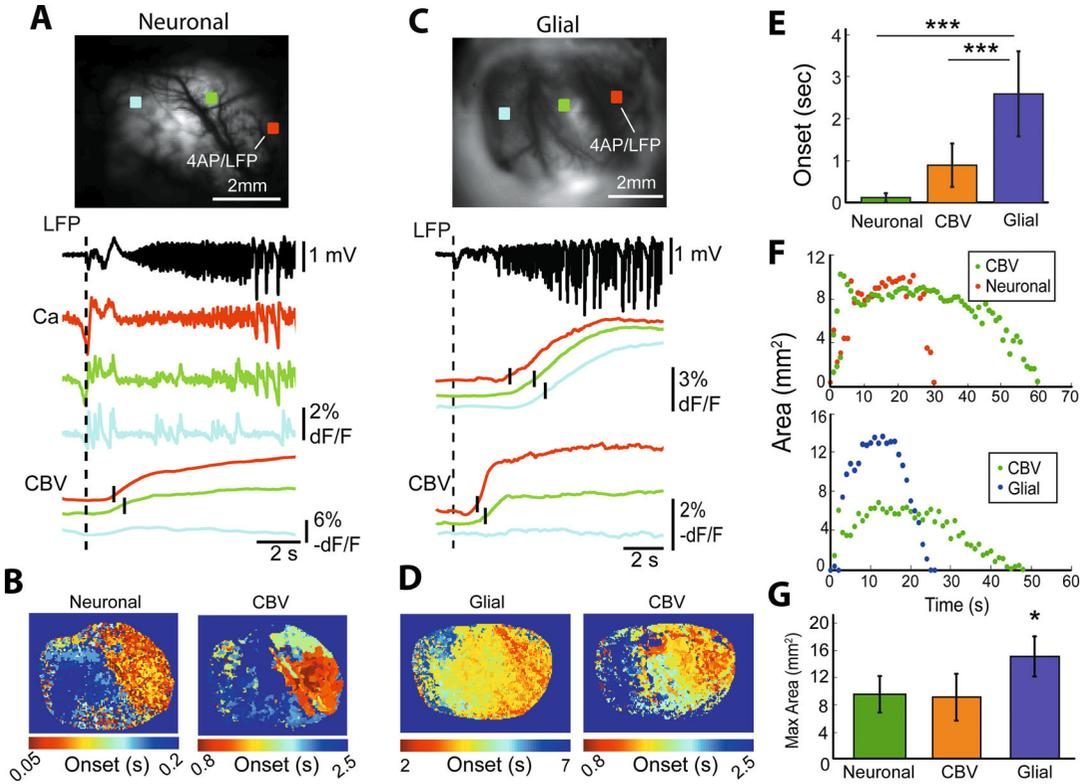 A
Neuronal
4AP/LFP
2mm
LFP
1 mV
Ca
2%
dF/F
CBV
6%
-dF/F
2 s
B
Neuronal
CBV
0.05
Onset (s)
0.2
0.8
Onset (s)
2.5
C
Glial
4AP/LFP
2mm
LFP
1 mV
3%
dF/F
CBV
2%
-dF/F
2 s
D
Glial
CBV
2
Onset (s)
7
0.8
Onset (s)
2.5
E
Onset (sec)
4
3
2
1
0
***
***
Neuronal
CBV
Glial
F
Area (mm²)
12
8
4
0
CBV
Neuronal
0 10 20 30 40 50 60 70
16
12
8
4
0
CBV
Glial
0 10 20 30 40 50 60
Time (s)
G
Max Area (mm²)
20
16
12
8
4
0
*
Neuronal
CBV
Glial